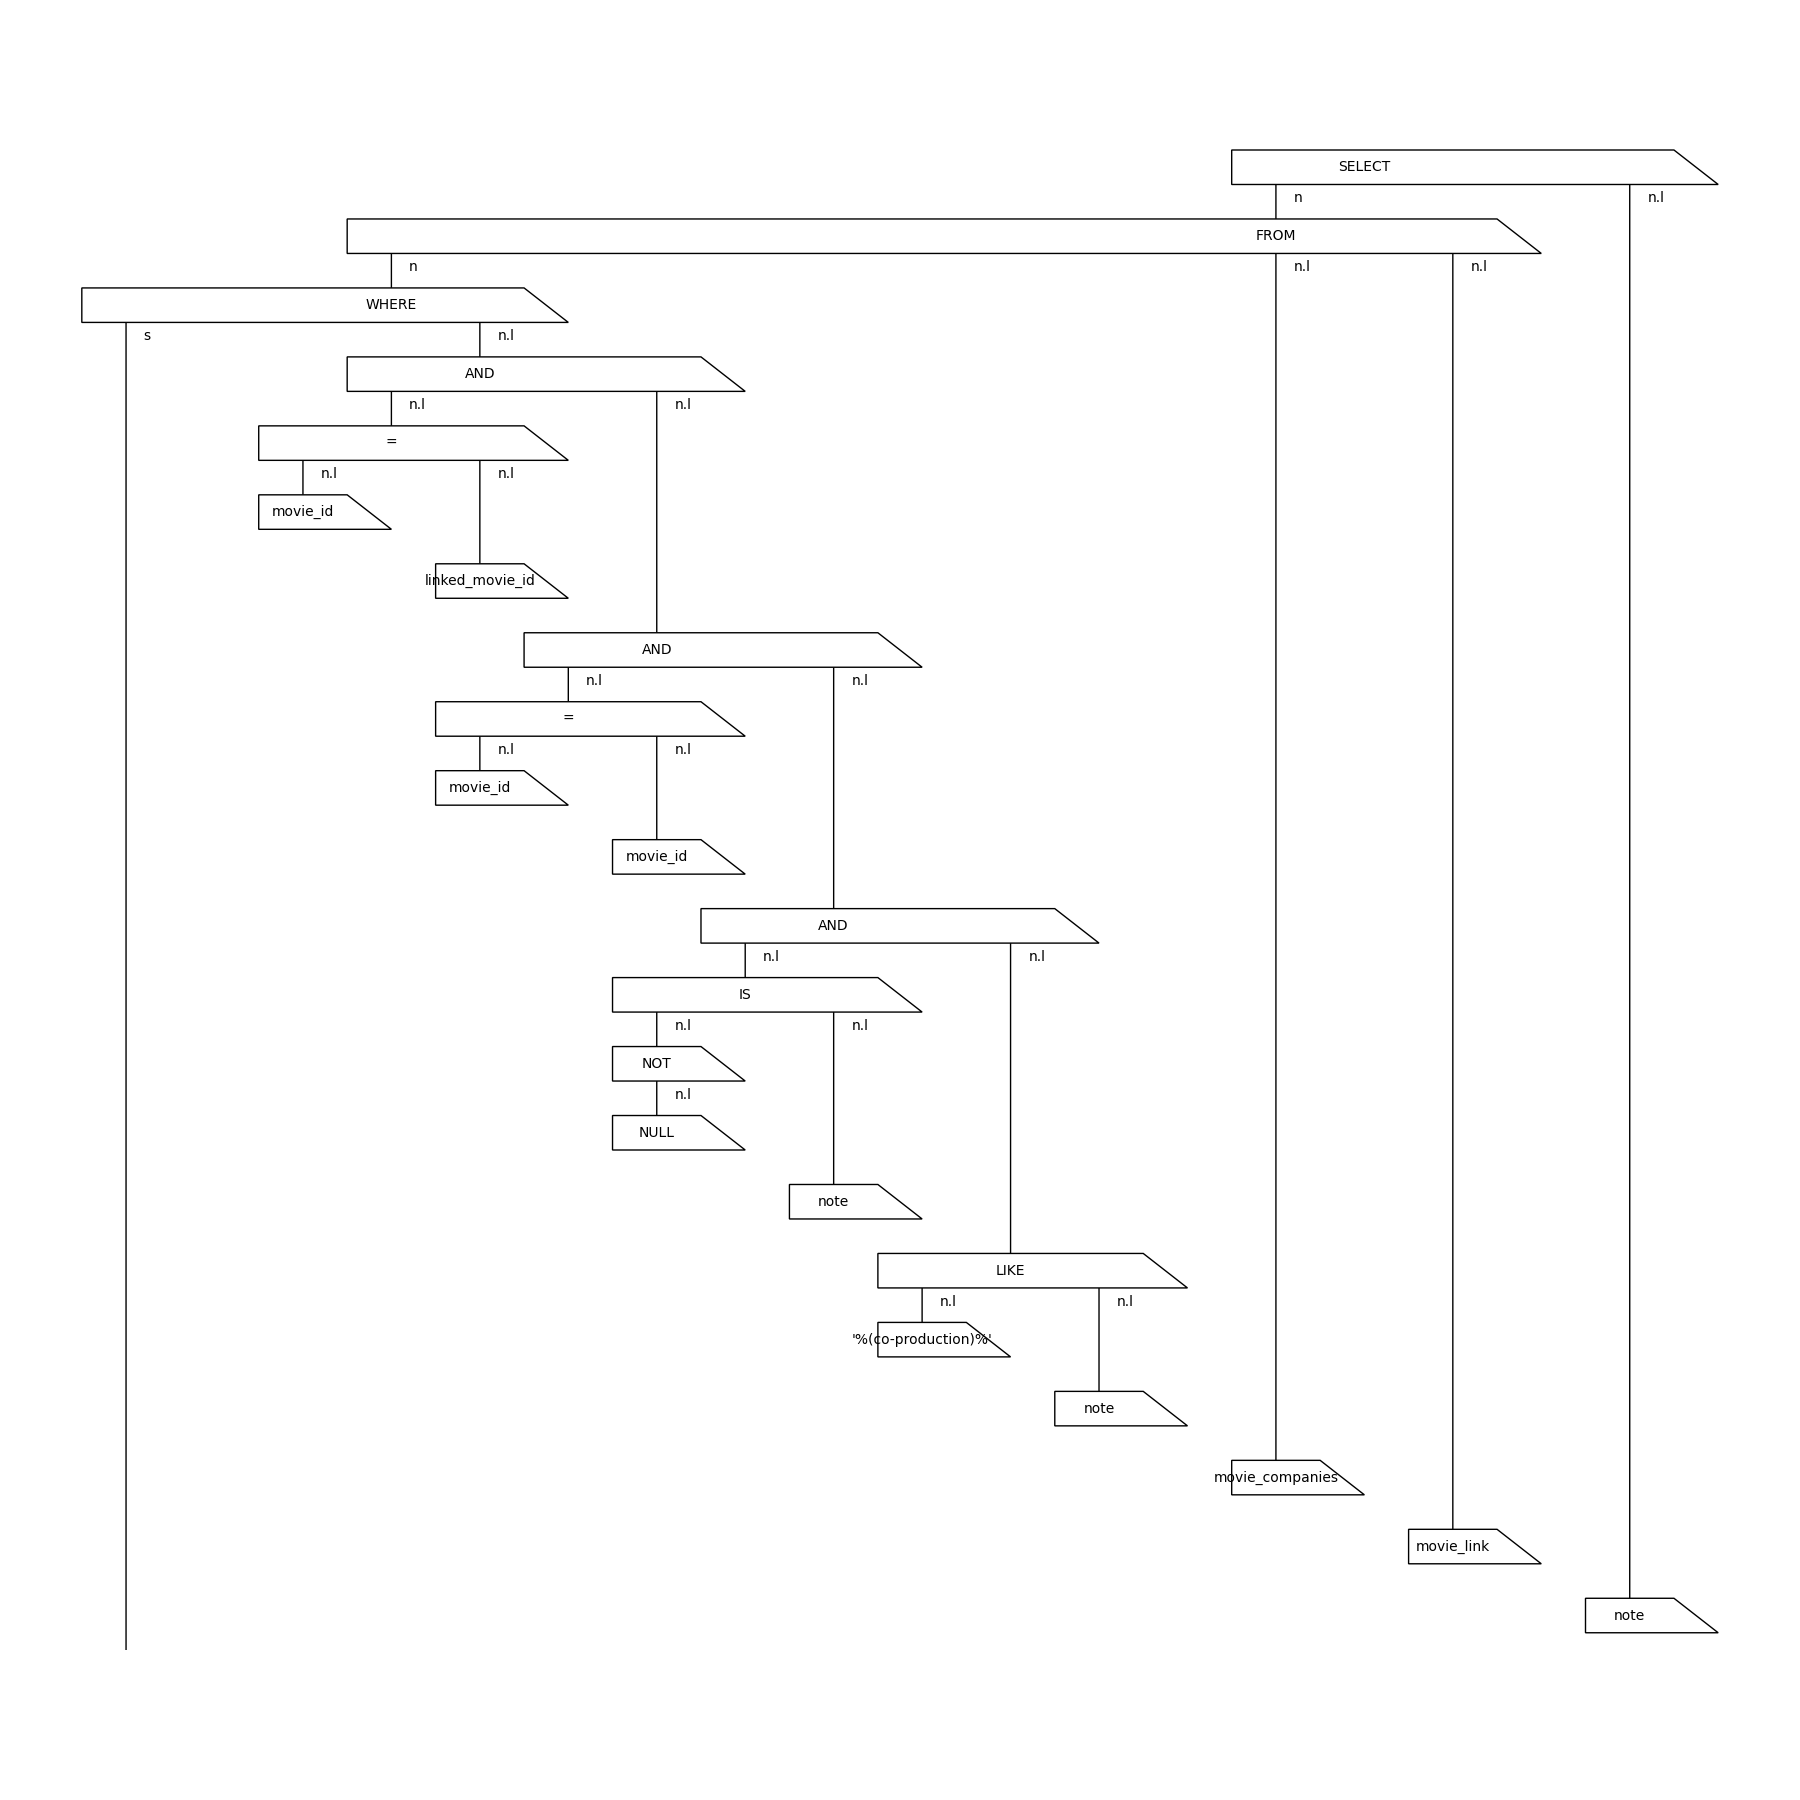 SELECT
n n.l
FROM
n n.l n.l
WHERE
s n.l
AND
n.l n.l
=
n.l n.l
movie_id
linked_movie_id
AND
n.l n.l
=
n.l n.l
movie_id
movie_id
AND
n.l n.l
IS
n.l n.l
NOT
n.l
NULL
note
LIKE
n.l n.l
'%(co-production)%'
note
movie_companies
movie_link
note